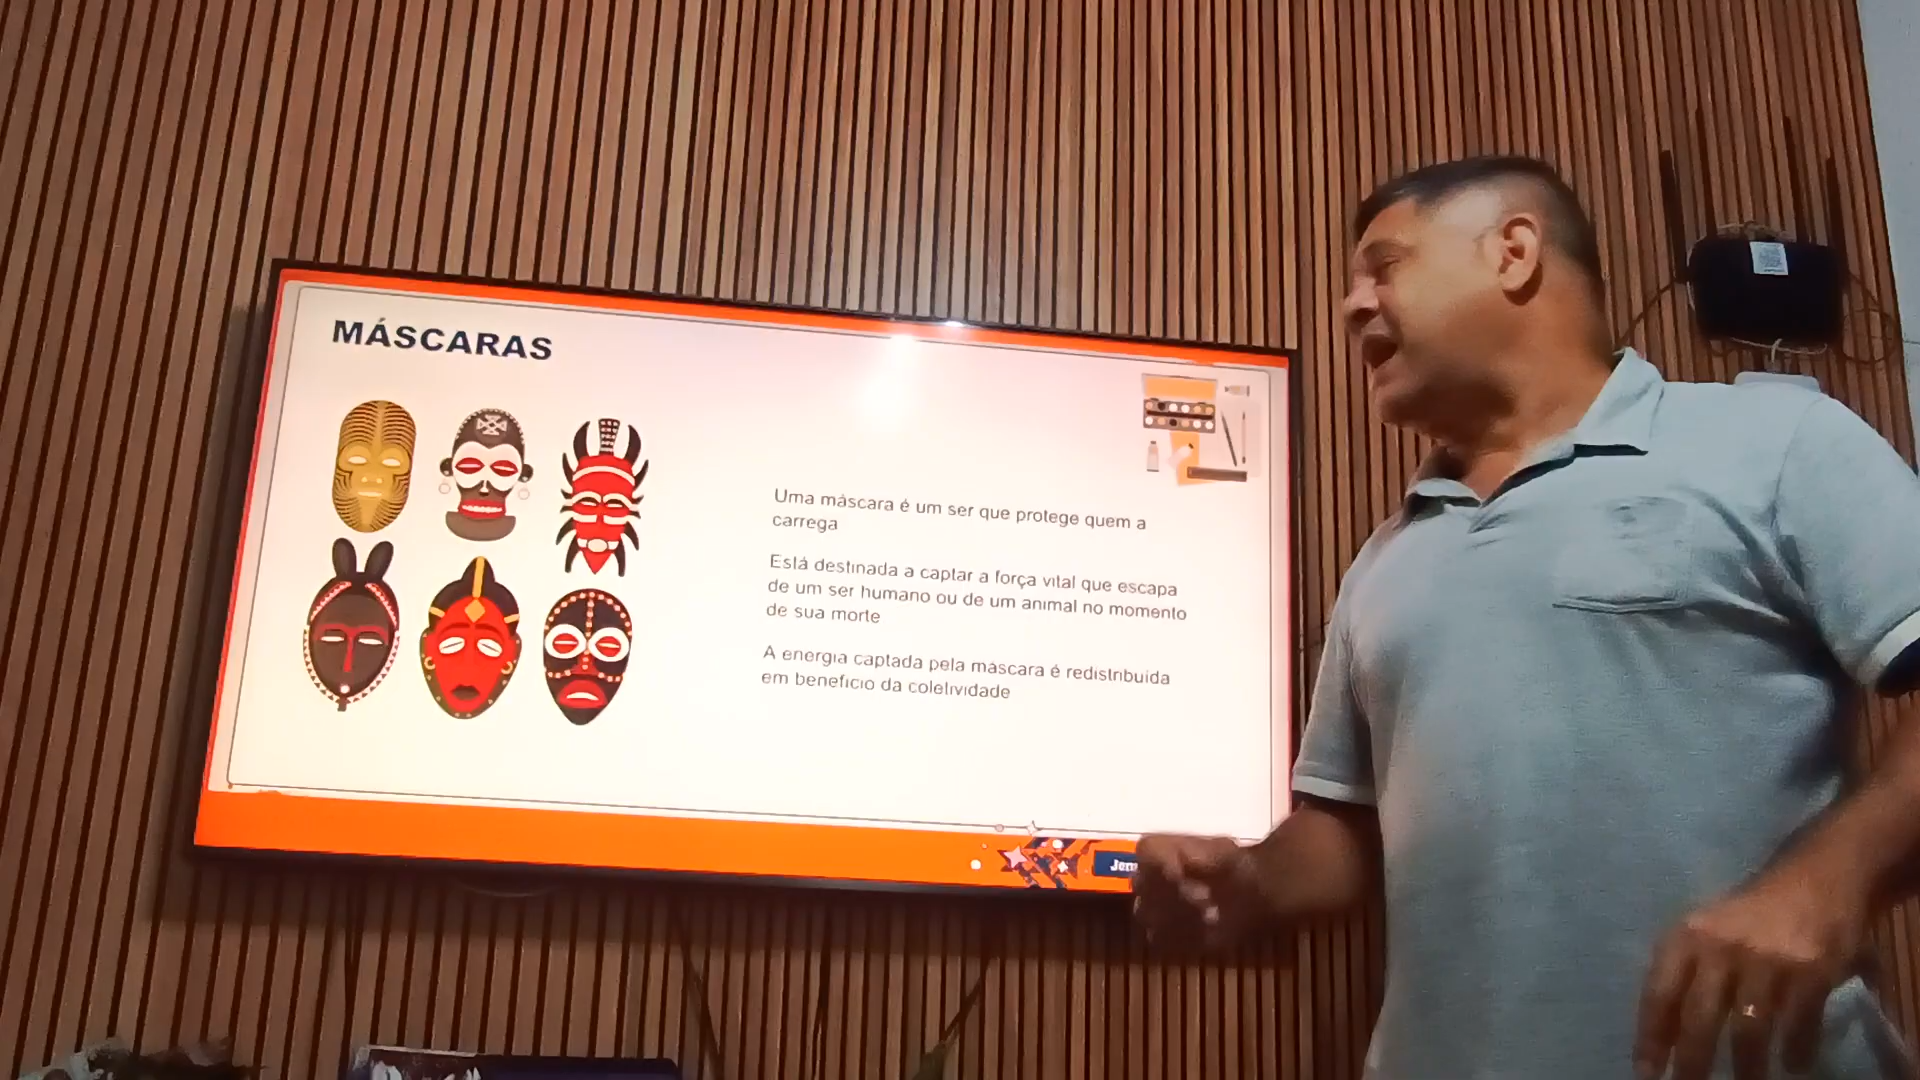 MÁSCARAS
Uma máscara é um ser que protege quem a
carrega
Está destinada a captar a força vital que escapa
de um ser humano ou de um animal no momento
de sua morte
A energia captada pela máscara é redistribuída
em benefício da coletividade